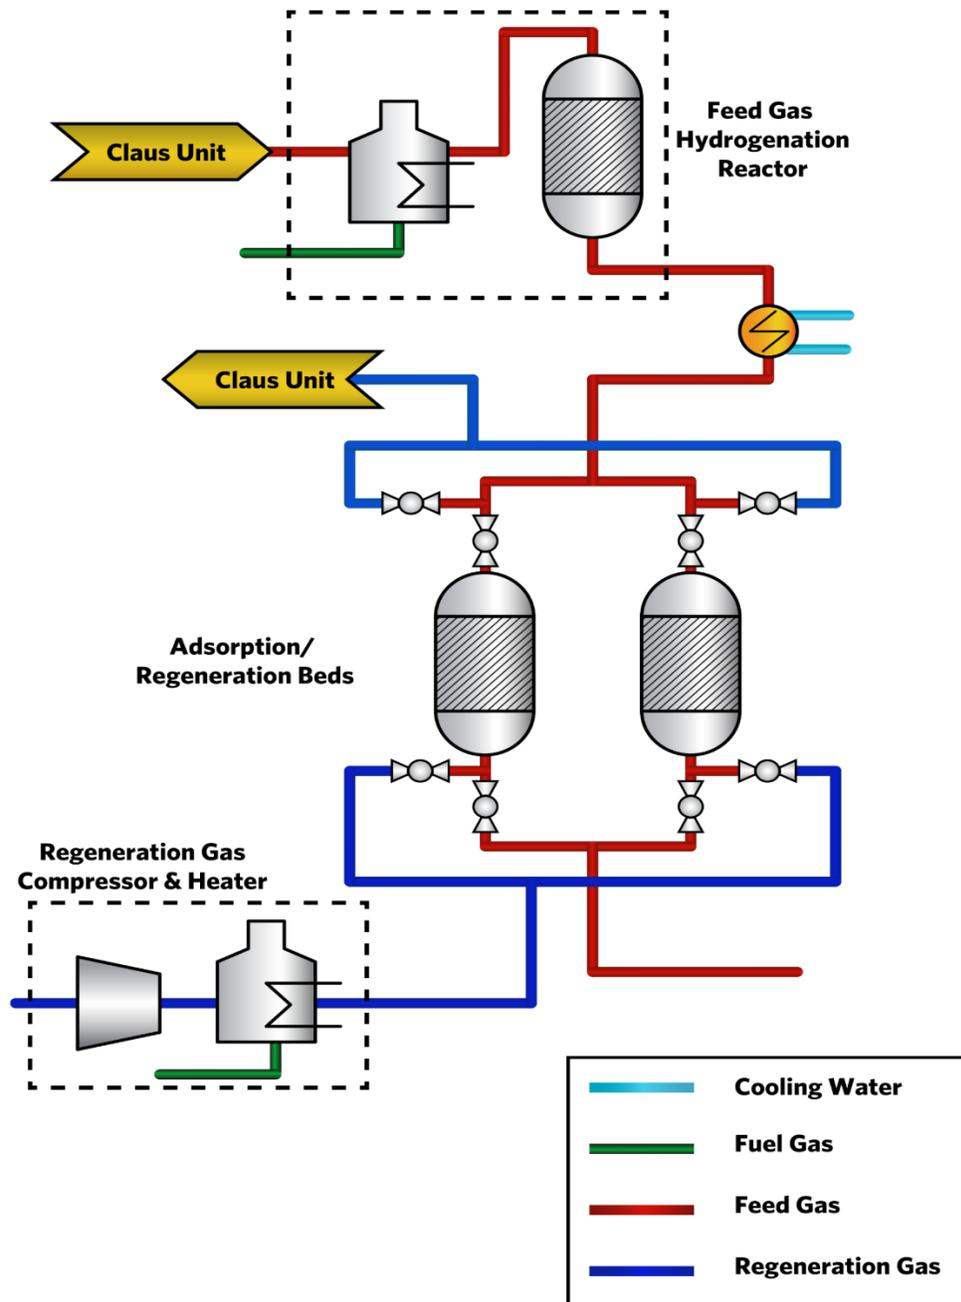 Claus Unit
Feed Gas
Hydrogenation
Reactor
Claus Unit
Adsorption/
Regeneration Beds
Regeneration Gas
Compressor & Heater
Cooling Water
Fuel Gas
Feed Gas
Regeneration Gas